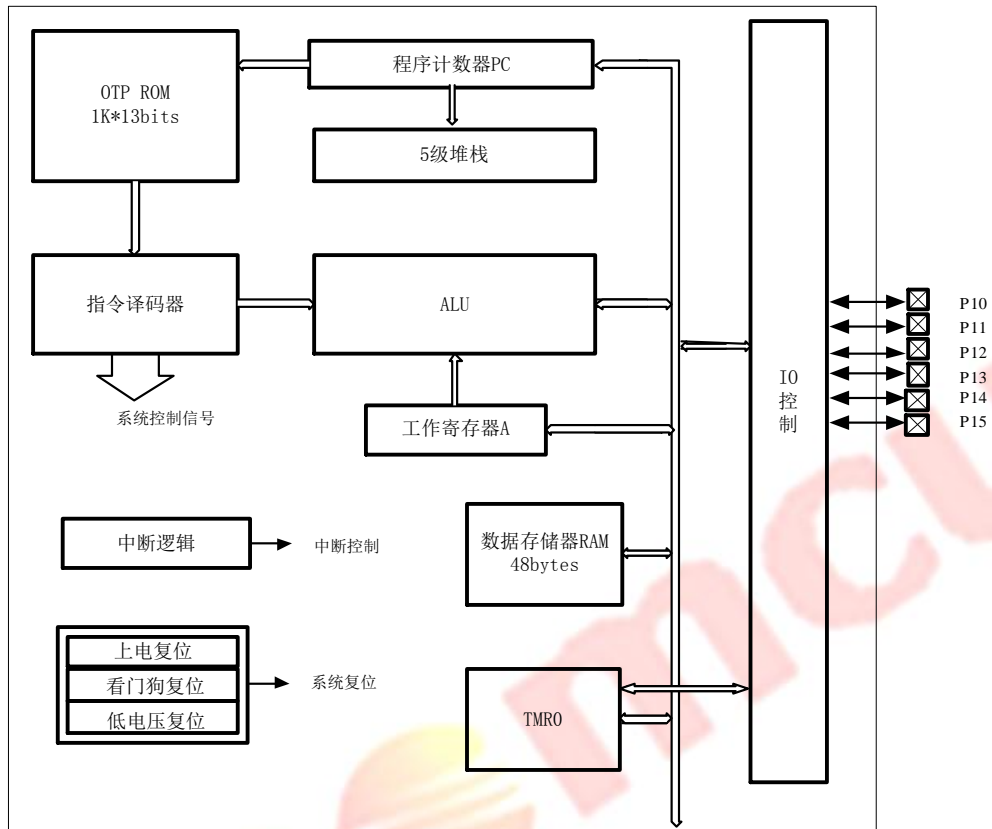 程序计数器PC
OTP ROM
1K*13bits
5级堆栈
指令译码器
ALU
P10
P11
P12
P13
P14
P15
IO
控
制
系统控制信号
工作寄存器A
中断逻辑
中断控制
数据存储器RAM
48bytes
上电复位
看门狗复位
低电压复位
系统复位
TMR0
mcu